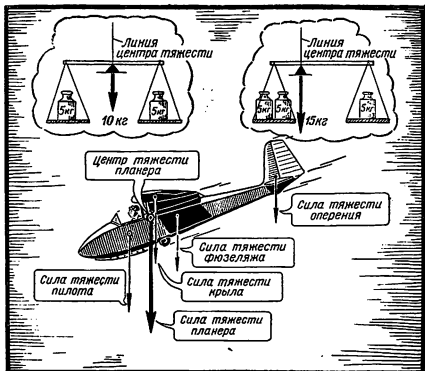 Линия
центра тяжести
5кг
5кг
10 кг
Линия
центра тяжести
5кг
5кг
5кг
15кг
Центр тяжести
планера
Сила тяжести
оперения
Сила тяжести
фюзеляжа
Сила тяжести
пилота
Сила тяжести
крыла
Сила тяжести
планера